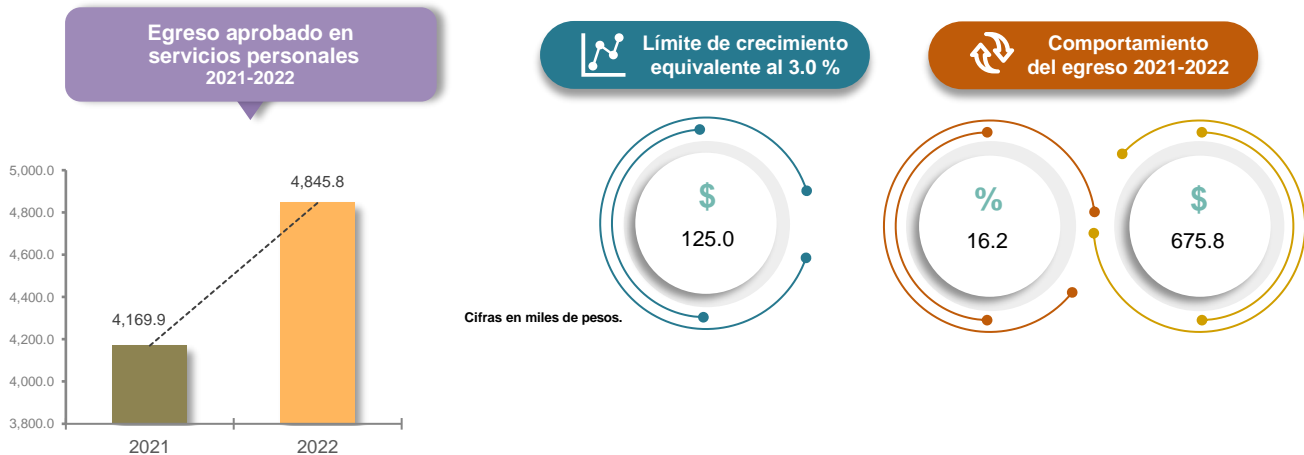 Egreso aprobado en
servicios personales
2021-2022
Límite de crecimiento
equivalente al 3.0 %
Comportamiento
del egreso 2021-2022
5,000.0
4,800.0
4,600.0
4,400.0
4,200.0
4,000.0
3,800.0
4,169.9
4,845.8
2021
2022
$
125.0
%
16.2
$
675.8
Cifras en miles de pesos.